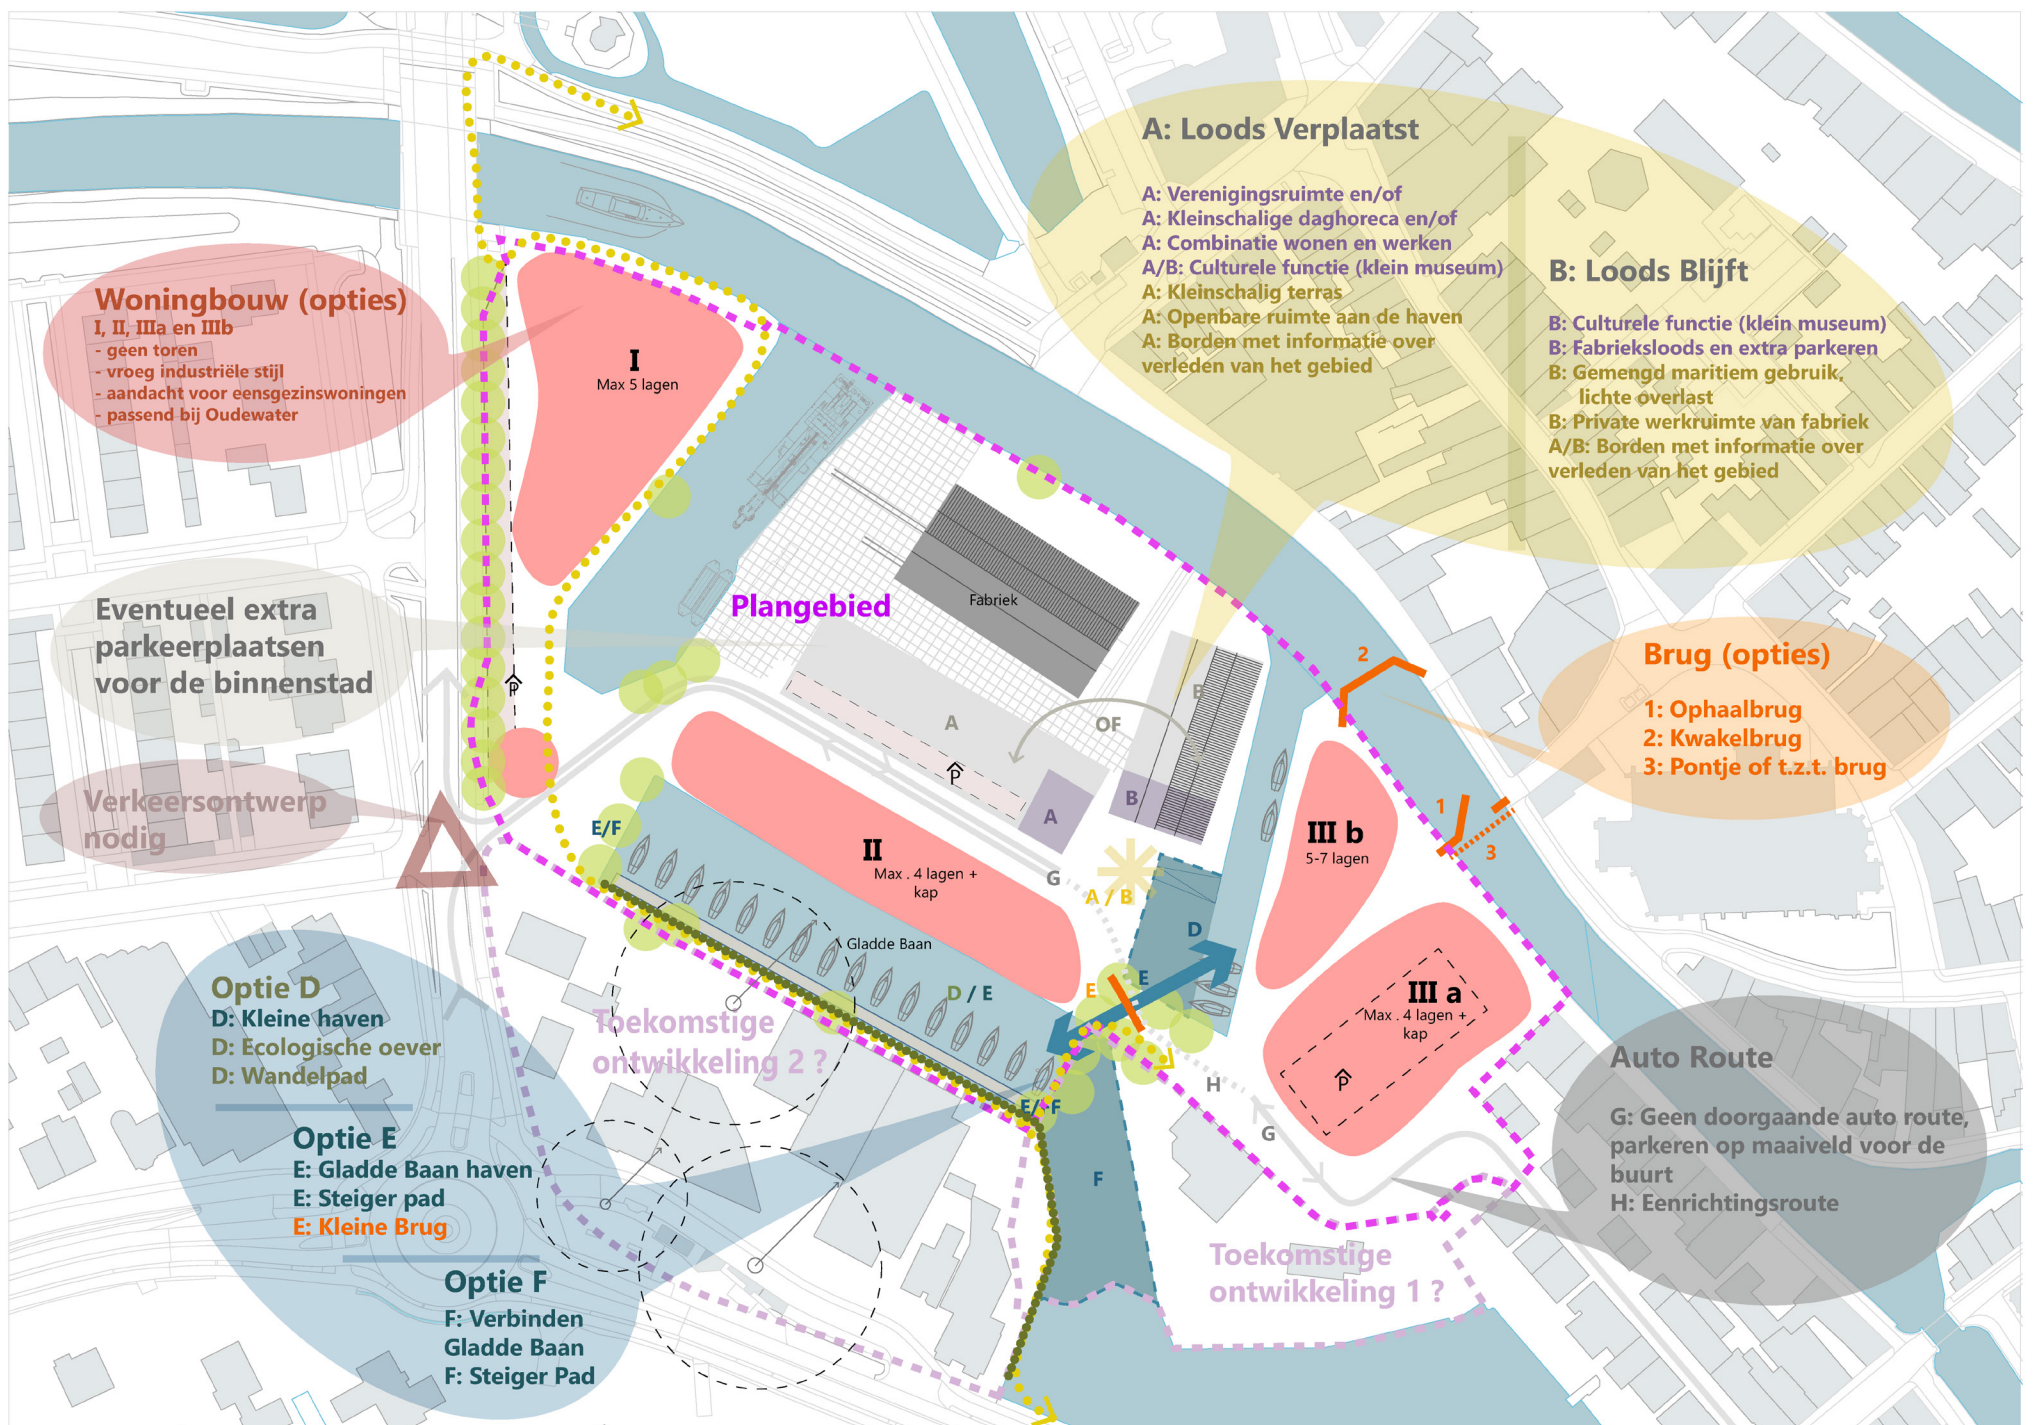 A: Loods Verplaatst
A: Verenigingsruimte en/of
A: Kleinschalige daghoreca en/of
A: Combinatie wonen en werken
A/B: Culturele functie (klein museum)
A: Kleinschalig terras
A: Openbare ruimte aan de haven
A: Borden met informatie over
verleden van het gebied
B: Loods Blijft
B: Culturele functie (klein museum)
B: Fabrieksloods en extra parkeren
B: Gemengd maritiem gebruik,
lichte overlast
B: Private werkruimte van fabriek
A/B: Borden met informatie over
verleden van het gebied
Woningbouw (opties)
I, II, IIIa en IIIb
- geen toren
- vroeg industriële stijl
- aandacht voor eensgezinswoningen
- passend bij Oudewater
I
Max 5 lagen
Eventueel extra
parkeerplaatsen
voor de binnenstad
Plangebied
Fabriek
B
A
OF
P
P
A
B
Brug (opties)
1: Ophaalbrug
2: Kwakelbrug
3: Pontje of t.z.t. brug
2
1
3
Verkeersontwerp
nodig
E/F
II
Max . 4 lagen +
kap
G
A / B
III b
5-7 lagen
Gladde Baan
D / E
D
E
E
III a
Max . 4 lagen +
kap
P
Toekomstige
ontwikkeling 2 ?
E/ F
H
G
F
Optie D
D: Kleine haven
D: Ecologische oever
D: Wandelpad
Optie E
E: Gladde Baan haven
E: Steiger pad
E: Kleine Brug
Optie F
F: Verbinden
Gladde Baan
F: Steiger Pad
Auto Route
G: Geen doorgaande auto route,
parkeren op maaiveld voor de
buurt
H: Eenrichtingsroute
Toekomstige
ontwikkeling 1 ?